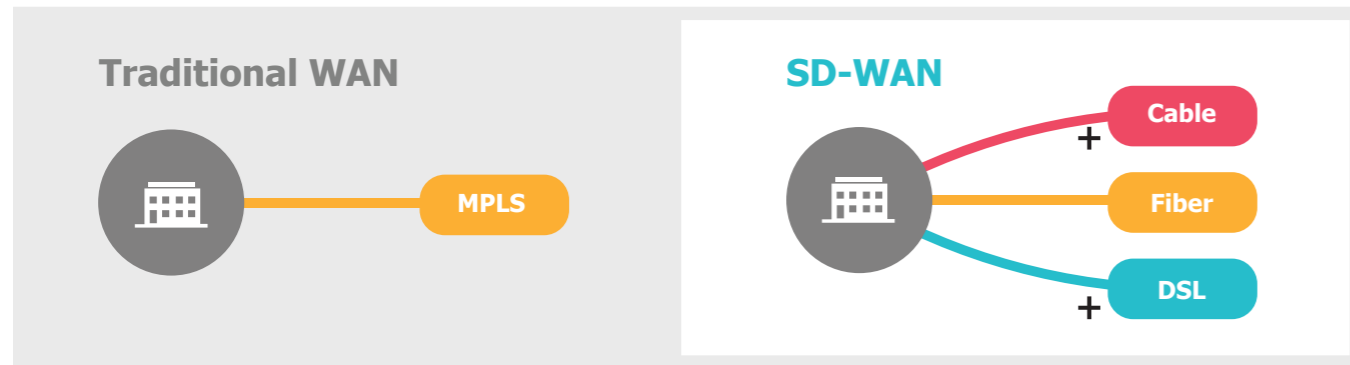 Traditional WAN
MPLS
SD-WAN
Cable
+
Fiber
DSL
+